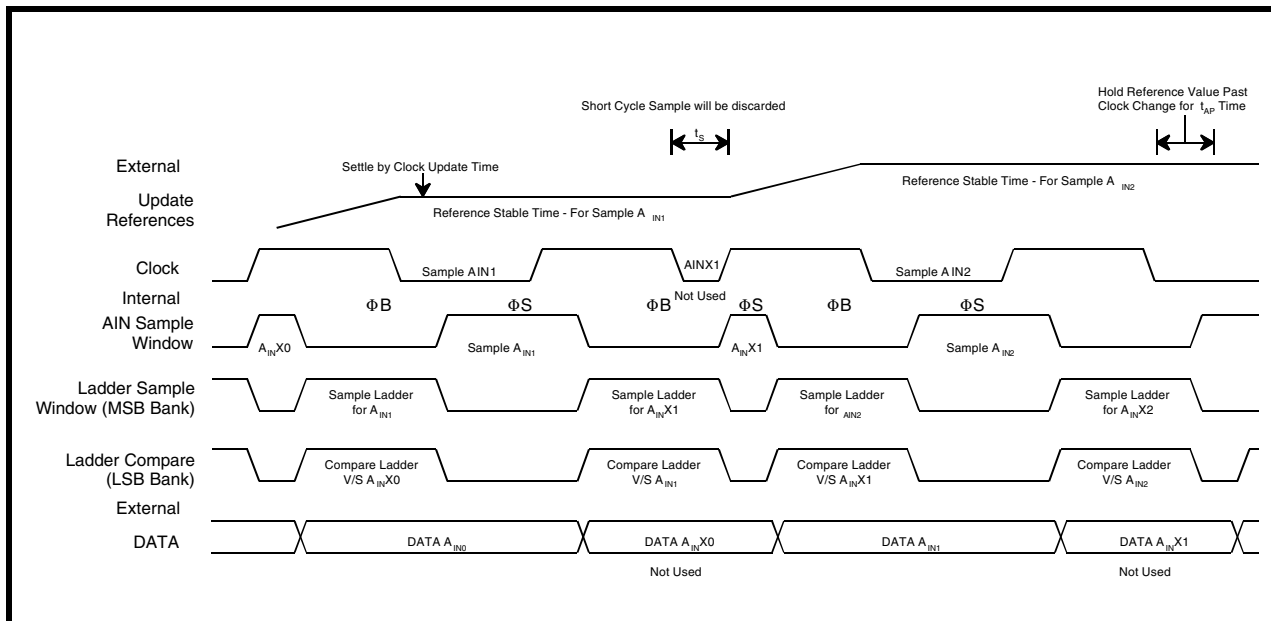 Hold Reference Value Past
Clock Change for tAP Time
Short Cycle Sample will be discarded
tS
External
Settle by Clock Update Time
Reference Stable Time - For Sample A IN2
Update
References
Reference Stable Time - For Sample A IN1
Clock
Sample AIN1
AINX1
Sample AIN2
Internal
Not Used
ΦB
ΦS
ΦB
ΦS
ΦB
ΦS
AIN Sample
Window
AINX0
Sample AIN1
AINX1
Sample AIN2
Ladder Sample
Window (MSB Bank)
Sample Ladder
for AIN1
Sample Ladder
for AINX1
Sample Ladder
for AIN2
Sample Ladder
for AINX2
Ladder Compare
(LSB Bank)
Compare Ladder
V/S AINX0
Compare Ladder
V/S AIN1
Compare Ladder
V/S AINX1
Compare Ladder
V/S AIN2
External
DATA
DATA AIN0
DATA AINX0
DATA AIN1
DATA AINX1
Not Used
Not Used